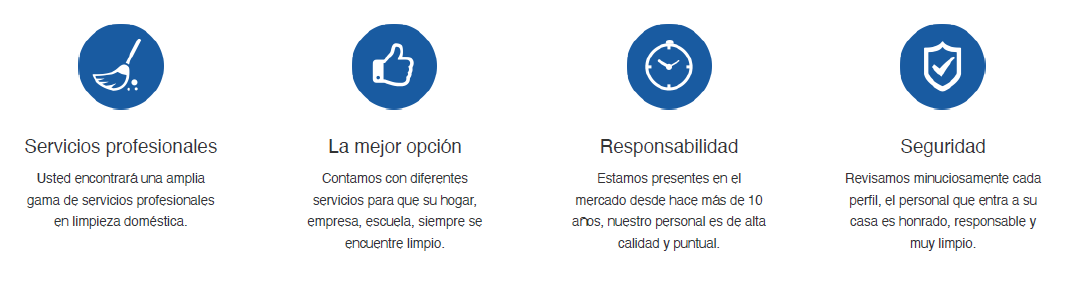 Servicios profesionales
Usted encontrará una amplia
gama de servicios profesionales
en limpieza doméstica.
La mejor opción
Contamos con diferentes
servicios para que su hogar,
empresa, escuela, siempre se
encuentre limpio.
Responsabilidad
Estamos presentes en el
mercado desde hace más de 10
años, nuestro personal es de alta
calidad y puntual.
Seguridad
Revisamos minuciosamente cada
perfil, el personal que entra a su
casa es honrado, responsable y
muy limpio.